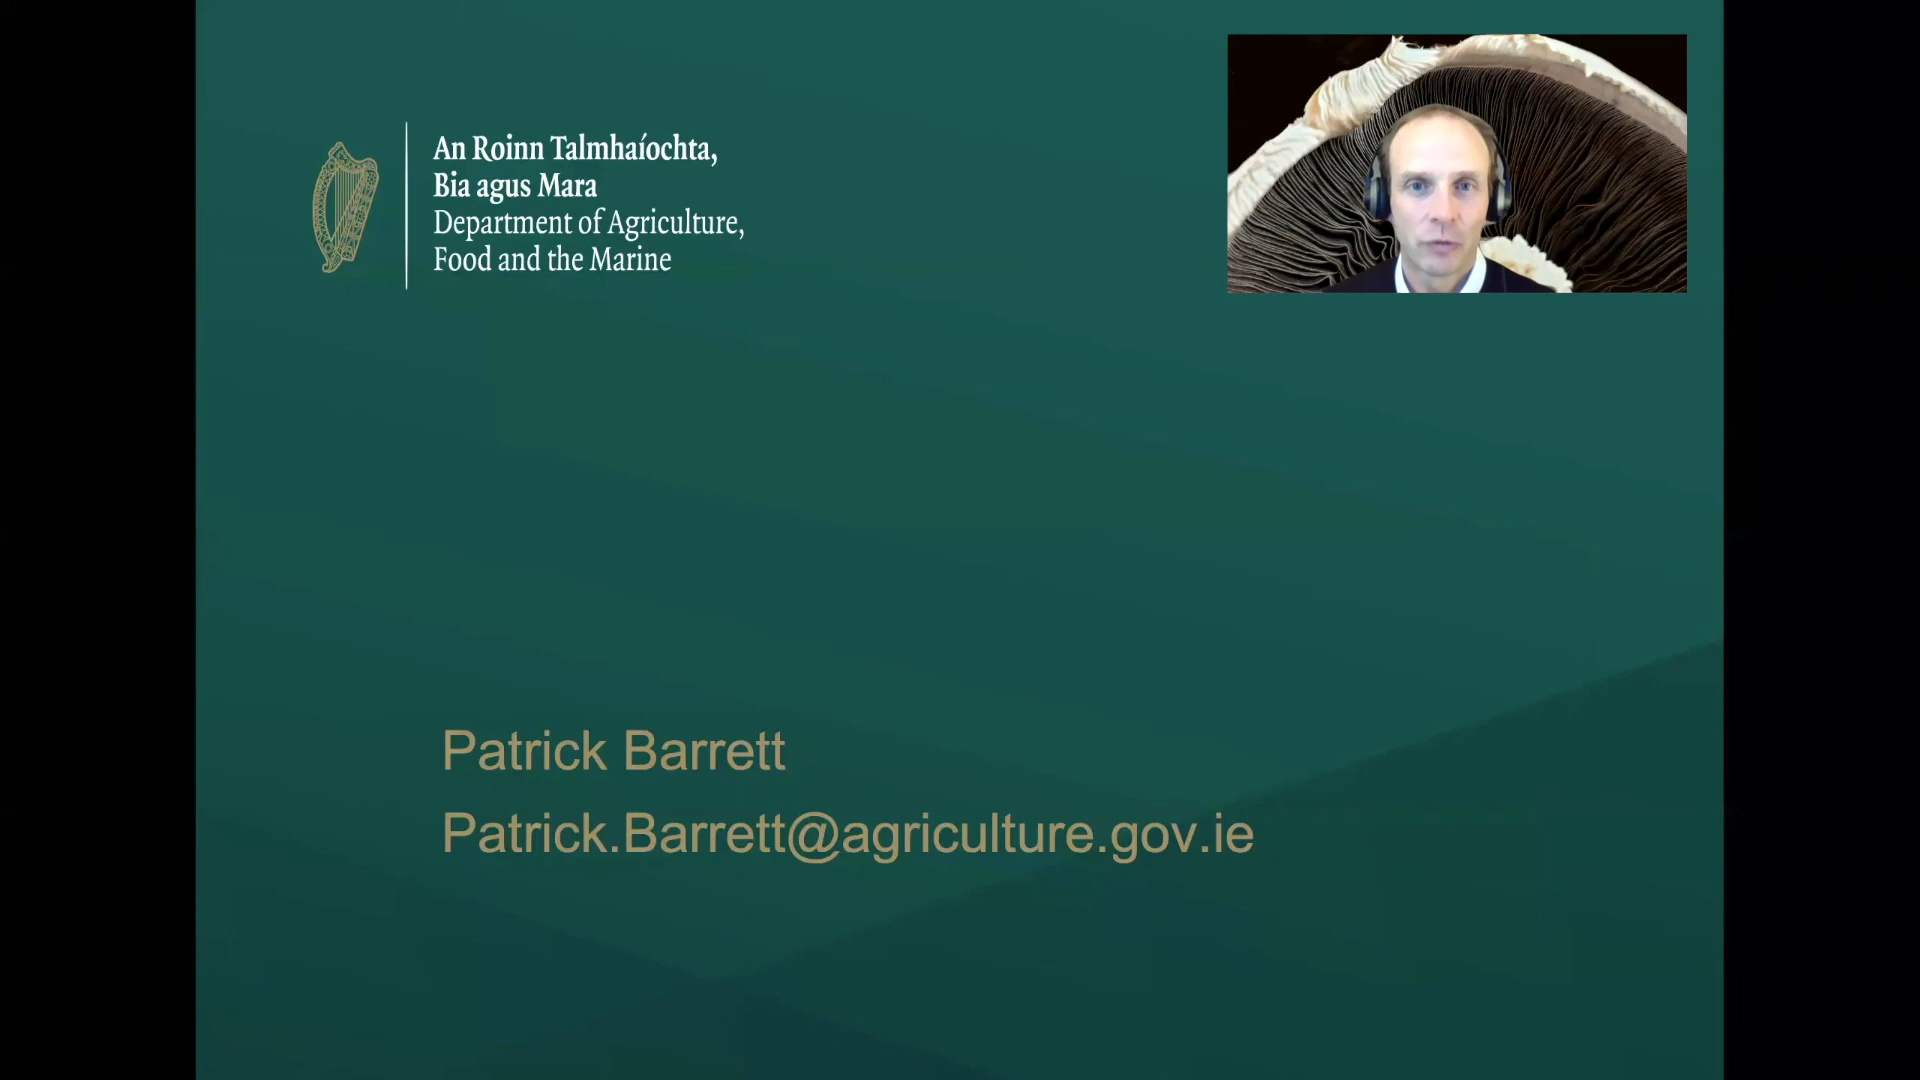 An Roinn Talmhaíochta,
Bia agus Mara
Department of Agriculture,
Food and the Marine
Patrick Barrett
Patrick.Barrett@agriculture.gov.ie